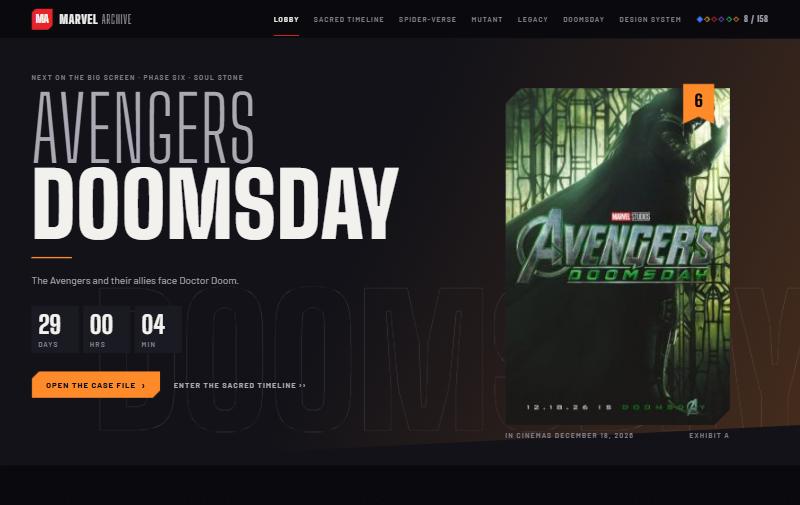 MA MARVEL ARCHIVE
LOBBY SACRED TIMELINE SPIDER-VERSE MUTANT LEGACY DOOMSDAY DESIGN SYSTEM 8 / 158
NEXT ON THE BIG SCREEN · PHASE SIX · SOUL STONE
AVENGERS
DOOMSDAY
The Avengers and their allies face Doctor Doom.
29 00 04
DAYS HRS MIN
OPEN THE CASE FILE ›
ENTER THE SACRED TIMELINE ››
DOOMSDAY
6
MARVEL STUDIOS
AVENGERS
DOOMSDAY
12.18.26 IS DOOMSDAY
IN CINEMAS DECEMBER 18, 2026 EXHIBIT A